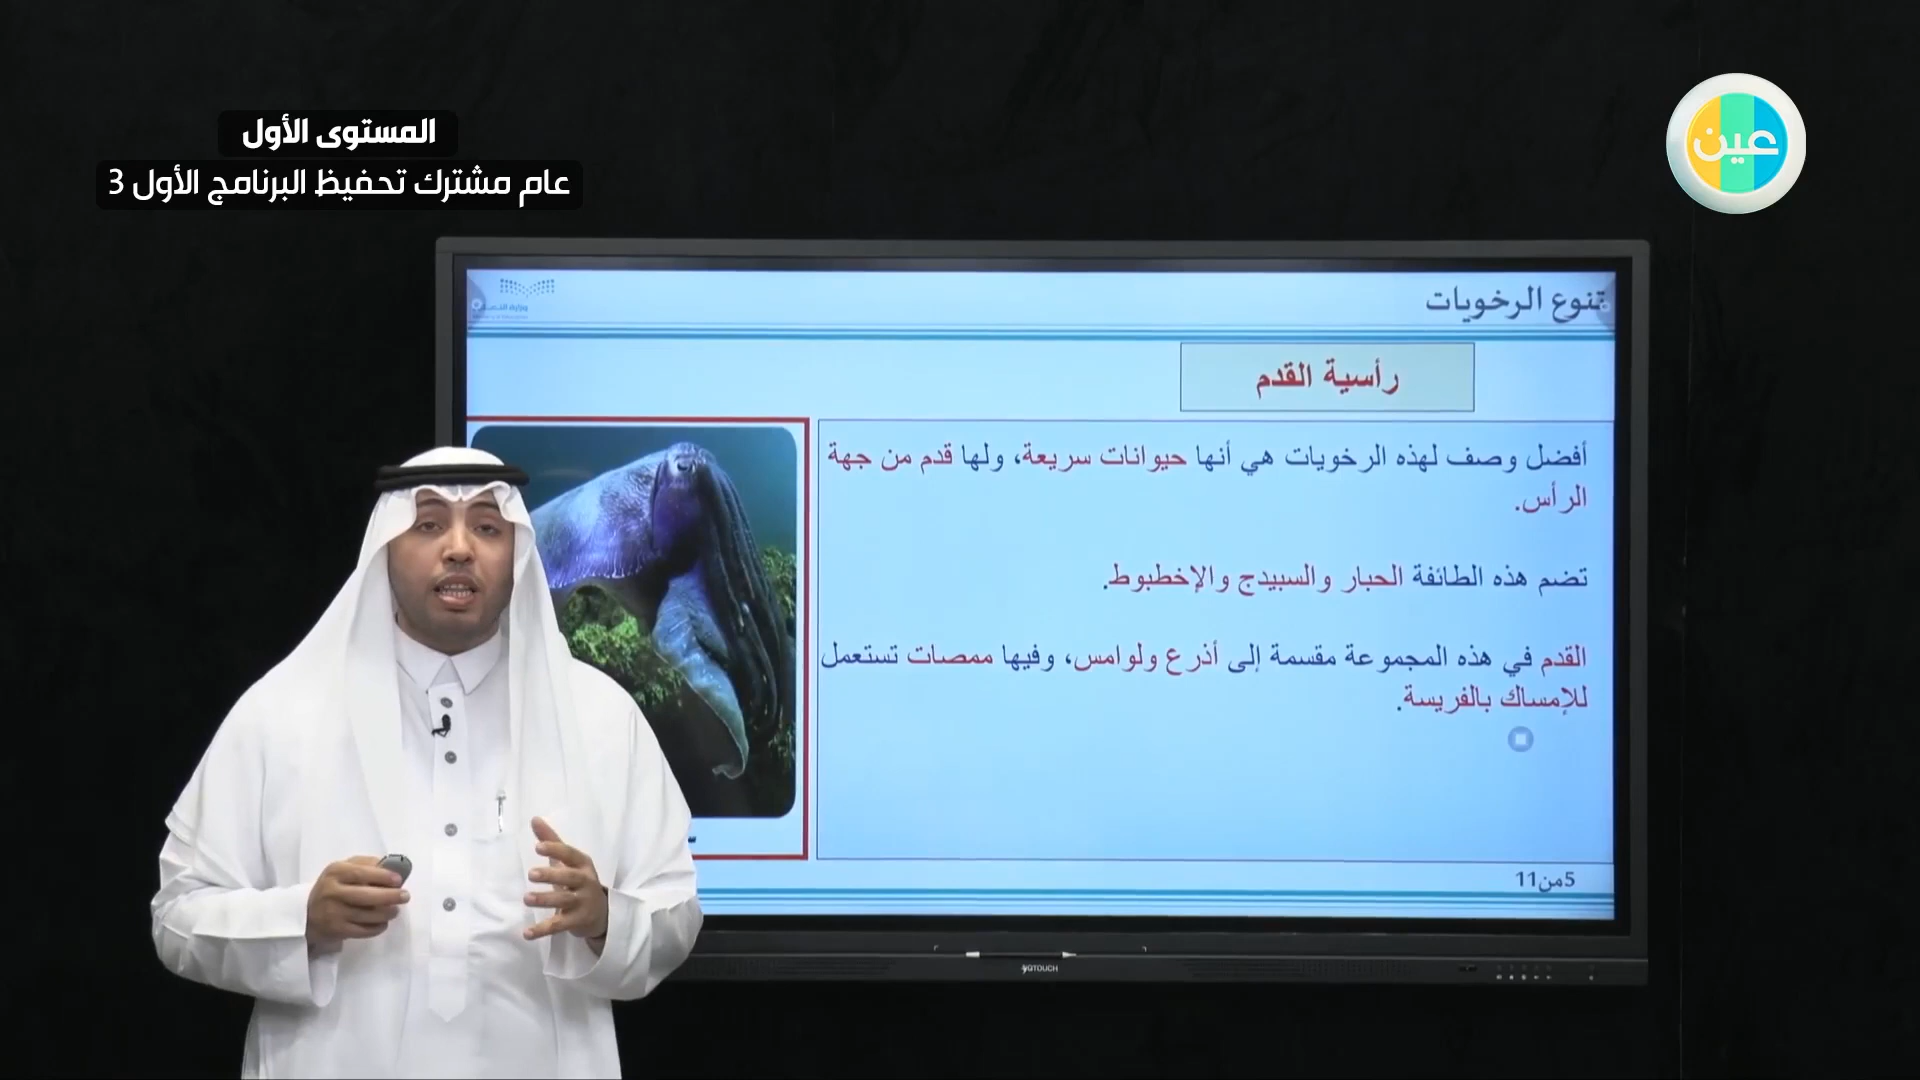 المستوى الأول
عام مشترك تحفيظ البرنامج الأول 3
عين
تنوع الرخويات
رأسية القدم
أفضل وصف لهذه الرخويات هي أنها حيوانات سريعة، ولها قدم من جهة
الرأس.
تضم هذه الطائفة الحبار والسبيدج والإخطبوط.
القدم في هذه المجموعة مقسمة إلى أذرع ولوامس، وفيها ممصات تستعمل
للإمساك بالفريسة.
5من11